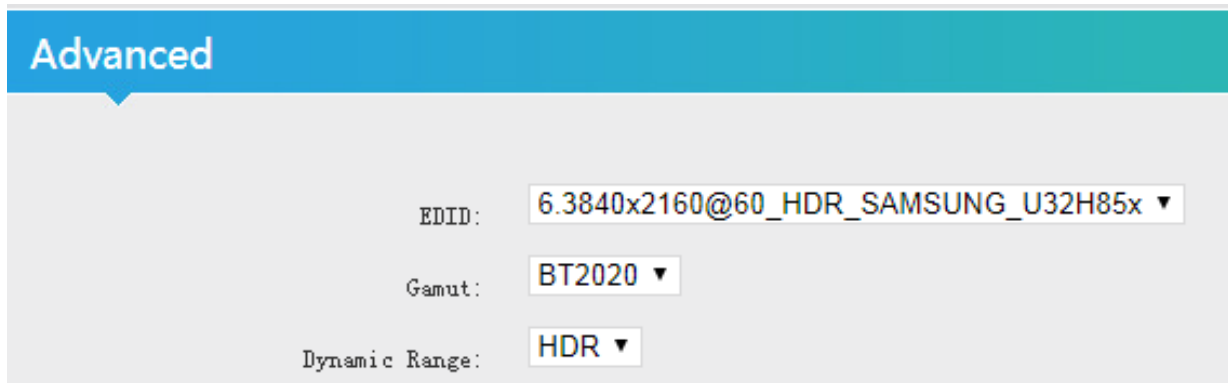 Advanced
EDID: 6.3840x2160@60_HDR_SAMSUNG_U32H85x
Gamut: BT2020
Dynamic Range: HDR